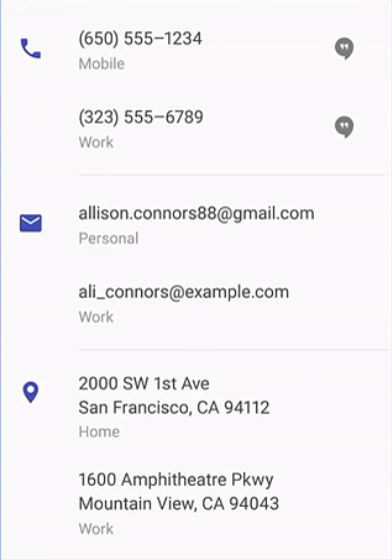 (650) 555–1234
Mobile
(323) 555–6789
Work
allison.connors88@gmail.com
Personal
ali_connors@example.com
Work
2000 SW 1st Ave
San Francisco, CA 94112
Home
1600 Amphitheatre Pkwy
Mountain View, CA 94043
Work